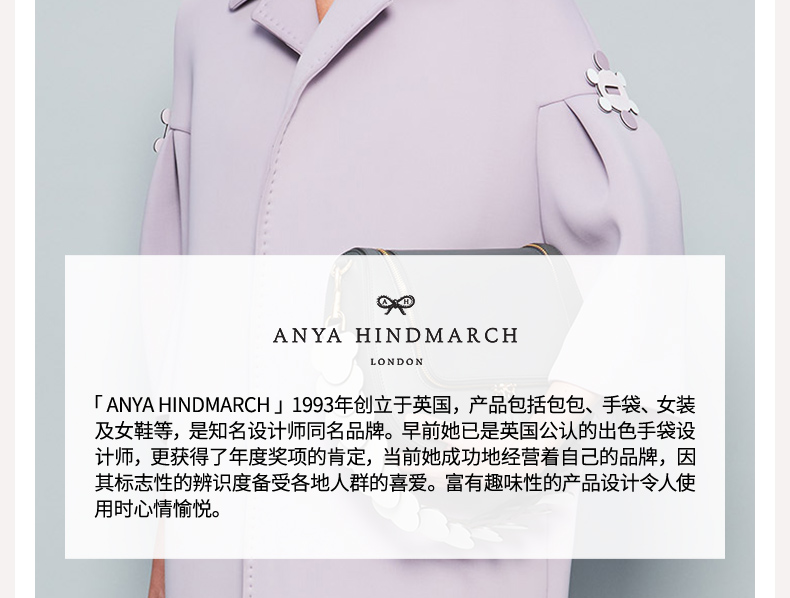 A H
ANYA HINDMARCH
LONDON
「 ANYA HINDMARCH 」1993年创立于英国，产品包括包包、手袋、女装
及女鞋等，是知名设计师同名品牌。早前她已是英国公认的出色手袋设
计师，更获得了年度奖项的肯定，当前她成功地经营着自己的品牌，因
其标志性的辨识度备受各地人群的喜爱。富有趣味性的产品设计令人使
用时心情愉悦。